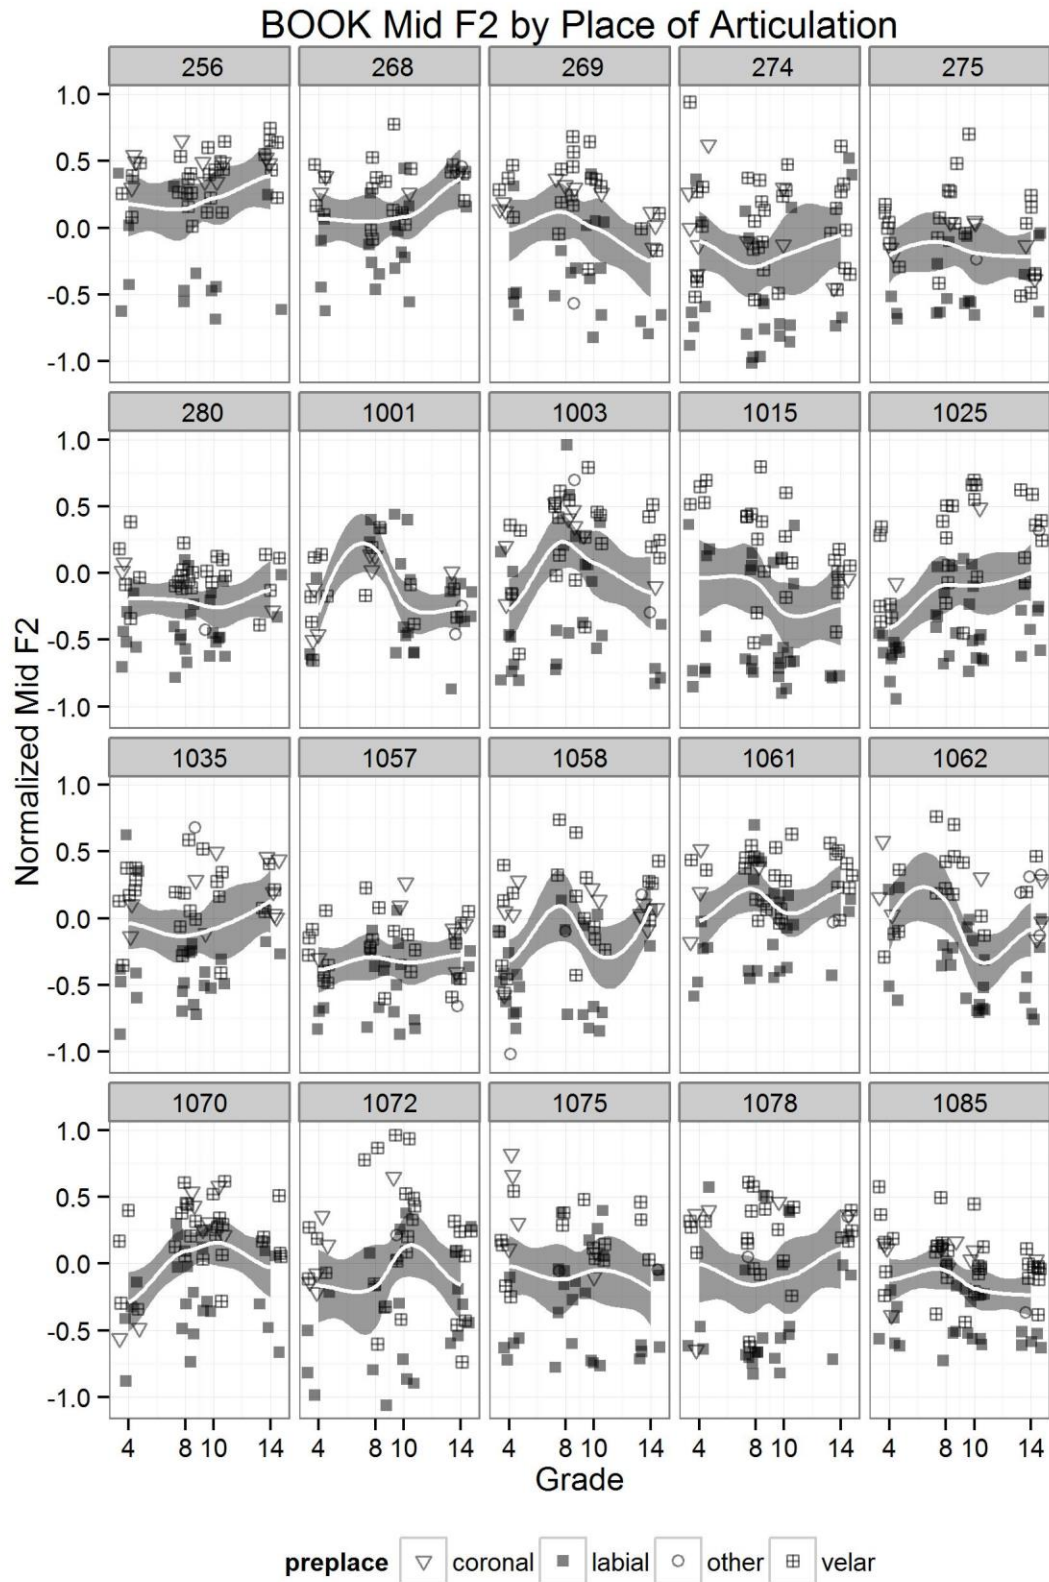 BOOK Mid F2 by Place of Articulation
256 268 269 274 275
1.0
0.5
0.0
-0.5
-1.0
280 1001 1003 1015 1025
1.0
0.5
0.0
-0.5
-1.0
Normalized Mid F2
1035 1057 1058 1061 1062
1.0
0.5
0.0
-0.5
-1.0
1070 1072 1075 1078 1085
1.0
0.5
0.0
-0.5
-1.0
4 8 10 14 4 8 10 14 4 8 10 14 4 8 10 14 4 8 10 14
Grade
preplace coronal labial other velar